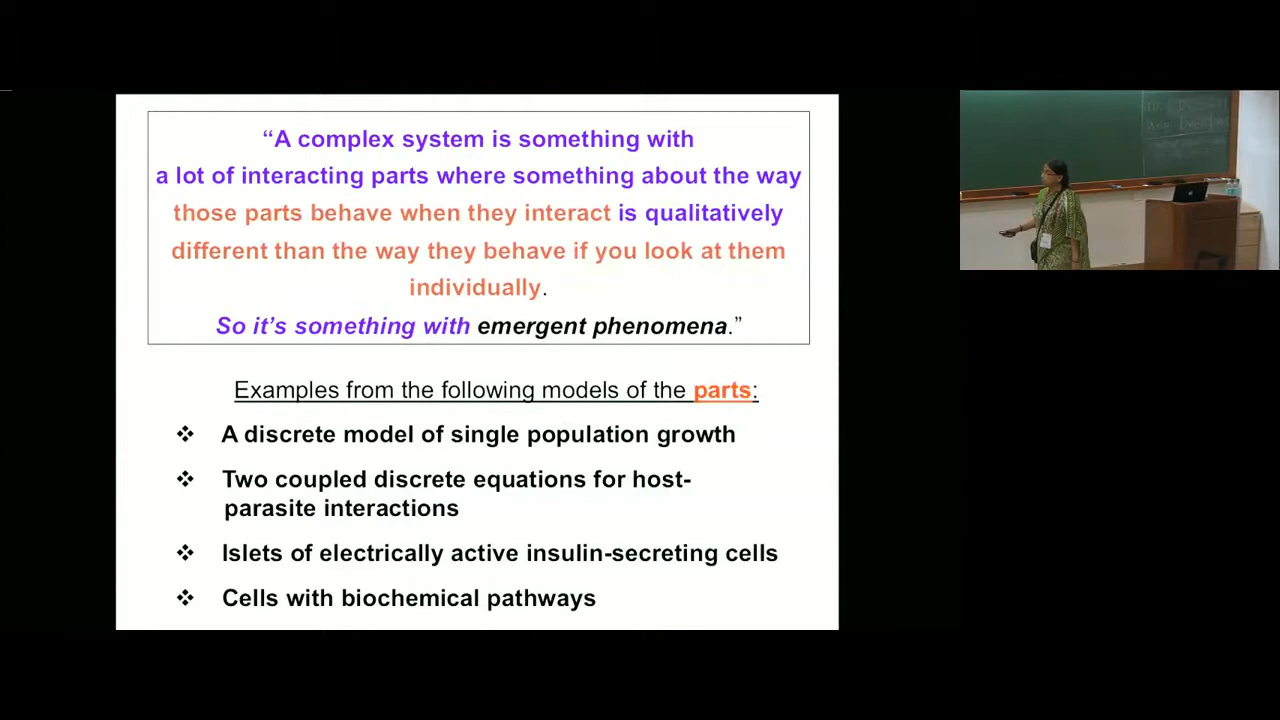 “A complex system is something with
a lot of interacting parts where something about the way
those parts behave when they interact is qualitatively
different than the way they behave if you look at them
individually.
So it’s something with emergent phenomena.”
Examples from the following models of the parts:
❖ A discrete model of single population growth
❖ Two coupled discrete equations for host-
parasite interactions
❖ Islets of electrically active insulin-secreting cells
❖ Cells with biochemical pathways